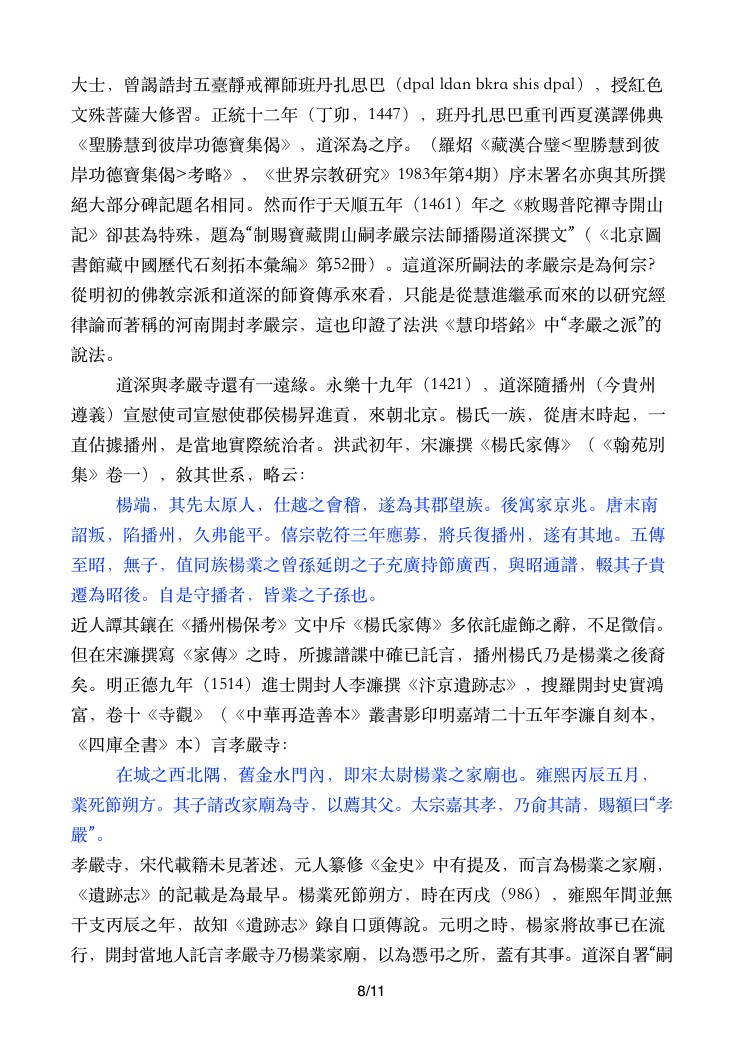 大士，曾謁誥封五臺靜戒禪師班丹扎思巴（dpal ldan bkra shis dpal），授紅色
文殊菩薩大修習。正統十二年（丁卯，1447），班丹扎思巴重刊西夏漢譯佛典
《聖勝慧到彼岸功德寶集偈》，道深為之序。（羅炤《藏漢合璧<聖勝慧到彼
岸功德寶集偈>考略》，《世界宗教研究》1983年第4期）序末署名亦與其所撰
絕大部分碑記題名相同。然而作于天順五年（1461）年之《敕賜普陀禪寺開山
記》卻甚為特殊，題為“制賜寶藏開山嗣孝嚴宗法師播陽道深撰文”（《北京圖
書館藏中國歷代石刻拓本彙編》第52冊）。這道深所嗣法的孝嚴宗是為何宗？
從明初的佛教宗派和道深的師資傳承來看，只能是從慧進繼承而來的以研究經
律論而著稱的河南開封孝嚴宗，這也印證了法洪《慧印塔銘》中“孝嚴之派”的
說法。
道深與孝嚴寺還有一遠緣。永樂十九年（1421），道深隨播州（今貴州
遵義）宣慰使司宣慰使郡侯楊昇進貢，來朝北京。楊氏一族，從唐末時起，一
直佔據播州，是當地實際統治者。洪武初年，宋濂撰《楊氏家傳》（《翰苑別
集》卷一），敘其世系，略云：
楊端，其先太原人，仕越之會稽，遂為其郡望族。後寓家京兆。唐末南
詔叛，陷播州，久弗能平。僖宗乾符三年應募，將兵復播州，遂有其地。五傳
至昭，無子，值同族楊業之曾孫延朗之子充廣持節廣西，與昭通譜，輟其子貴
遷為昭後。自是守播者，皆業之子孫也。
近人譚其鑲在《播州楊保考》文中斥《楊氏家傳》多依託虛飾之辭，不足徵信。
但在宋濂撰寫《家傳》之時，所據譜諜中確已託言，播州楊氏乃是楊業之後裔
矣。明正德九年（1514）進士開封人李濂撰《汴京遺跡志》，搜羅開封史實鴻
富，卷十《寺觀》（《中華再造善本》叢書影印明嘉靖二十五年李濂自刻本，
《四庫全書》本）言孝嚴寺：
在城之西北隅，舊金水門內，即宋太尉楊業之家廟也。雍熙丙辰五月，
業死節朔方。其子請改家廟為寺，以薦其父。太宗嘉其孝，乃俞其請，賜額曰“孝
嚴”。
孝嚴寺，宋代載籍未見著述，元人纂修《金史》中有提及，而言為楊業之家廟，
《遺跡志》的記載是為最早。楊業死節朔方，時在丙戌（986），雍熙年間並無
干支丙辰之年，故知《遺跡志》錄自口頭傳說。元明之時，楊家將故事已在流
行，開封當地人託言孝嚴寺乃楊業家廟，以為憑弔之所，蓋有其事。道深自署“嗣
8/11